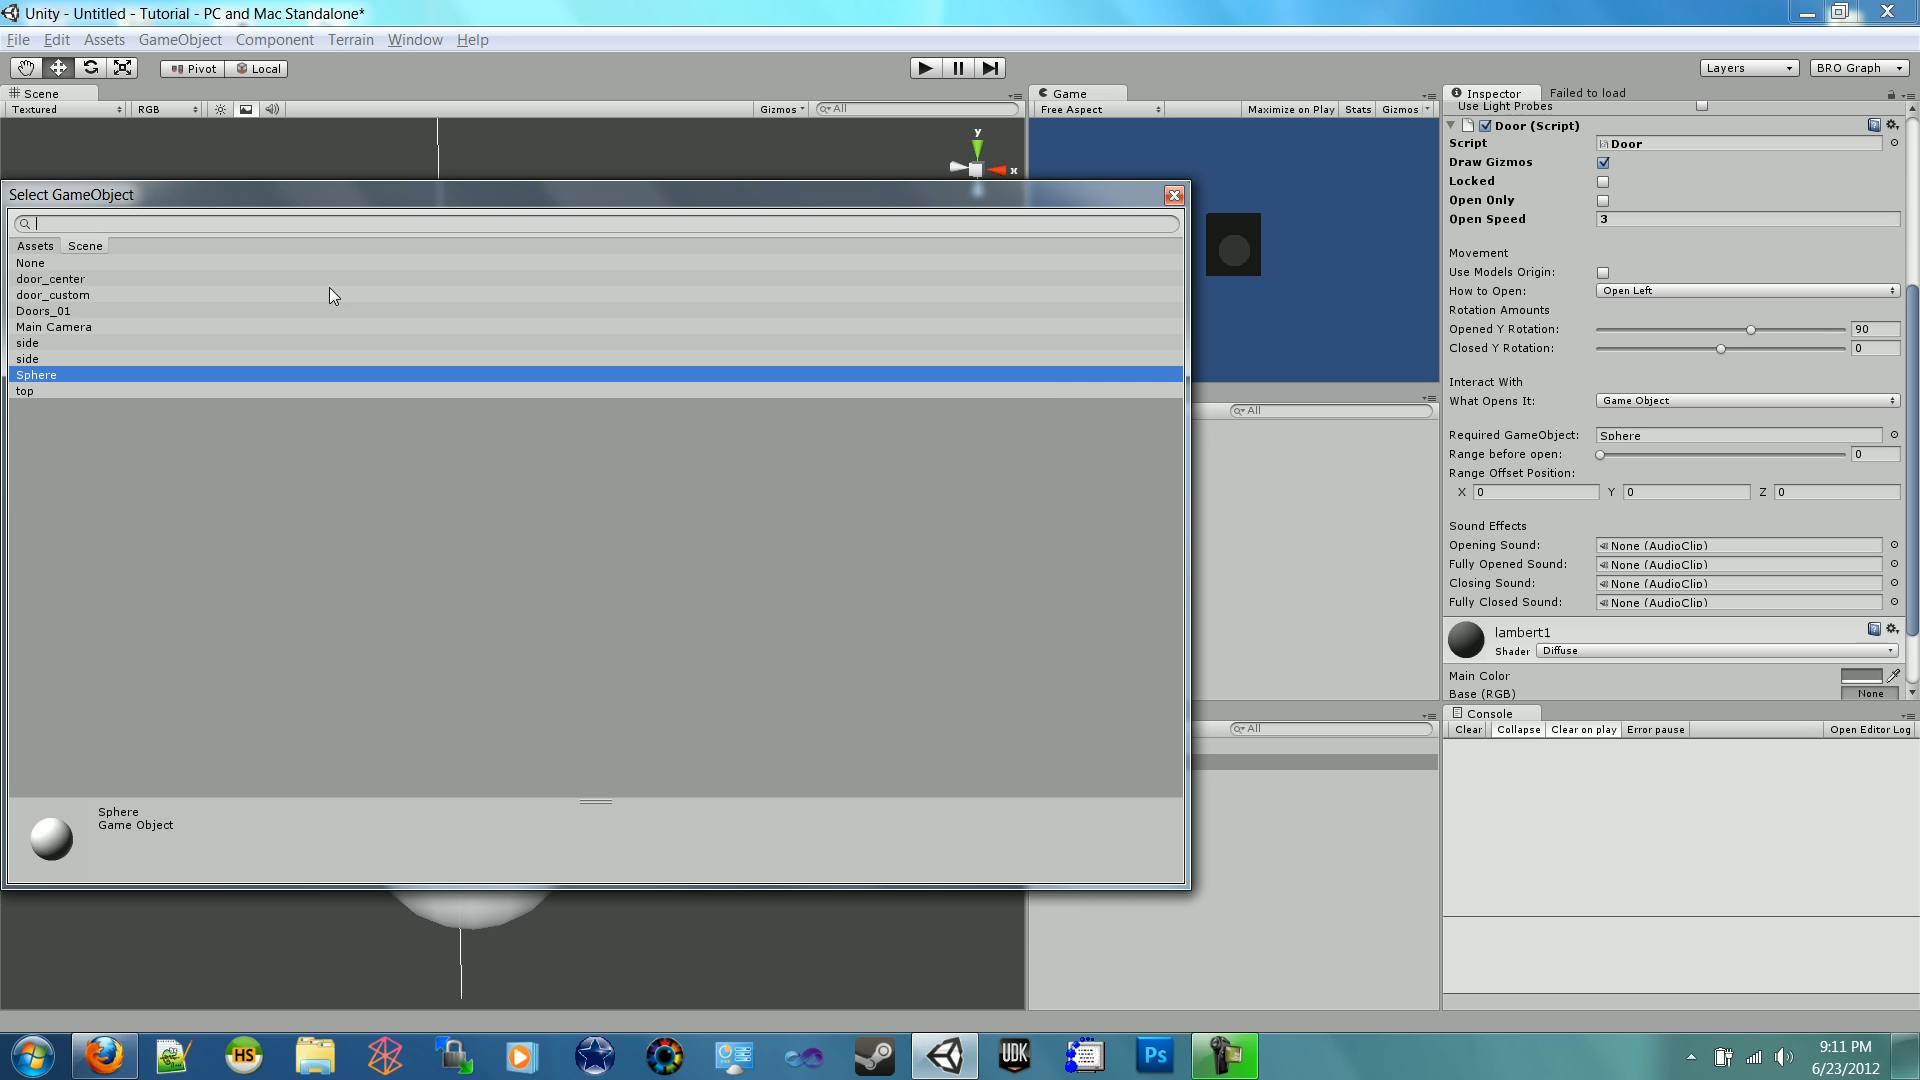 Unity - Untitled - Tutorial - PC and Mac Standalone*
File Edit Assets GameObject Component Terrain Window Help
Pivot Local Layers BRO Graph
Scene Game Inspector Failed to load
Textured RGB Gizmos All Free Aspect Maximize on Play Stats Gizmos
Use Light Probes
Door (Script)
Script Door
Draw Gizmos
Locked
Open Only
Open Speed 3
Movement
Use Models Origin:
How to Open: Open Left
Rotation Amounts
Opened Y Rotation: 90
Closed Y Rotation: 0
Interact With
What Opens It: Game Object
Required GameObject: Sphere
Range before open: 0
Range Offset Position:
X 0 Y 0 Z 0
Sound Effects
Opening Sound: None (AudioClip)
Fully Opened Sound: None (AudioClip)
Closing Sound: None (AudioClip)
Fully Closed Sound: None (AudioClip)
lambert1
Shader Diffuse
Main Color
Base (RGB) None
y
x
Select GameObject
Assets Scene
None
door_center
door_custom
Doors_01
Main Camera
side
side
Sphere
top
Sphere
Game Object
All
All
Console
Clear Collapse Clear on play Error pause Open Editor Log
HS
UDK
Ps
9:11 PM
6/23/2012